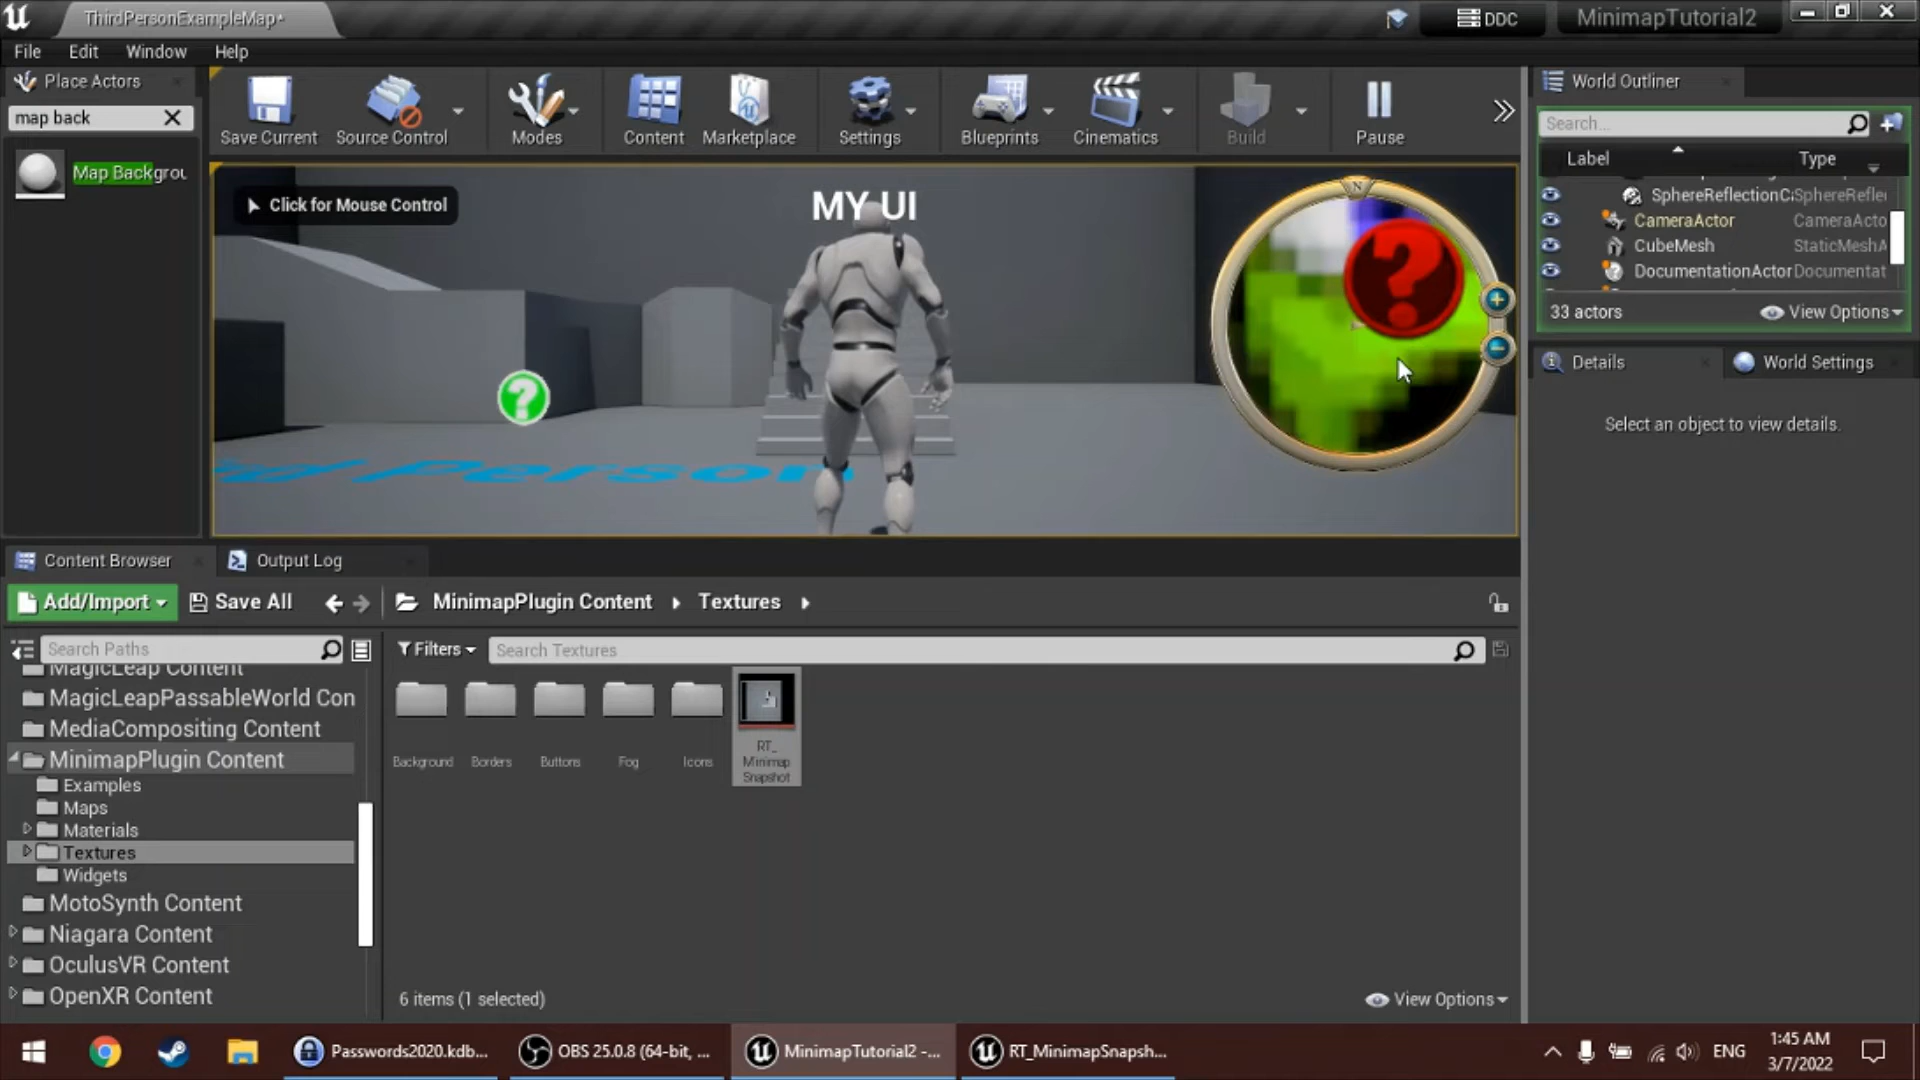 ThirdPersonExampleMap*
DDC
MinimapTutorial2
File
Edit
Window
Help
Place Actors
map back
Map Backgrou
Save Current
Source Control
Modes
Content
Marketplace
Settings
Blueprints
Cinematics
Build
Pause
World Outliner
Search...
Label
Type
SphereReflectionC
SphereReflec
CameraActor
CameraActo
CubeMesh
StaticMeshA
DocumentationActor
Documentat
33 actors
View Options
Details
World Settings
Select an object to view details.
Click for Mouse Control
MY UI
N
?
?
Person
Content Browser
Output Log
Add/Import
Save All
MinimapPlugin Content
Textures
Search Paths
Filters
Search Textures
MagicLeap Content
MagicLeapPassableWorld Con
MediaCompositing Content
MinimapPlugin Content
Examples
Maps
Materials
Textures
Widgets
MotoSynth Content
Niagara Content
OculusVR Content
OpenXR Content
Background
Borders
Buttons
Fog
Icons
RT_
Minimap
Snapshot
6 items (1 selected)
View Options
Passwords2020.kdb...
OBS 25.0.8 (64-bit, ...
MinimapTutorial2 -...
RT_MinimapSnapsh...
ENG
1:45 AM
3/7/2022